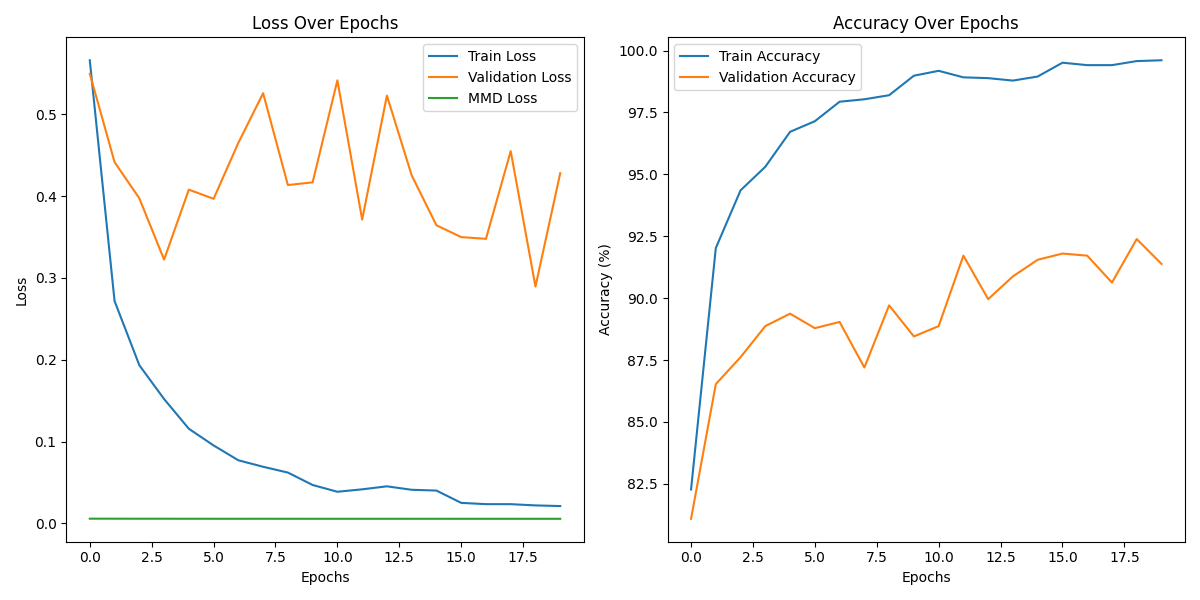 Loss Over Epochs
Train Loss
Validation Loss
MMD Loss
0.5
0.4
0.3
0.2
0.1
0.0
Loss
0.0 2.5 5.0 7.5 10.0 12.5 15.0 17.5
Epochs
Accuracy Over Epochs
Train Accuracy
Validation Accuracy
100.0
97.5
95.0
92.5
90.0
87.5
85.0
82.5
Accuracy (%)
0.0 2.5 5.0 7.5 10.0 12.5 15.0 17.5
Epochs